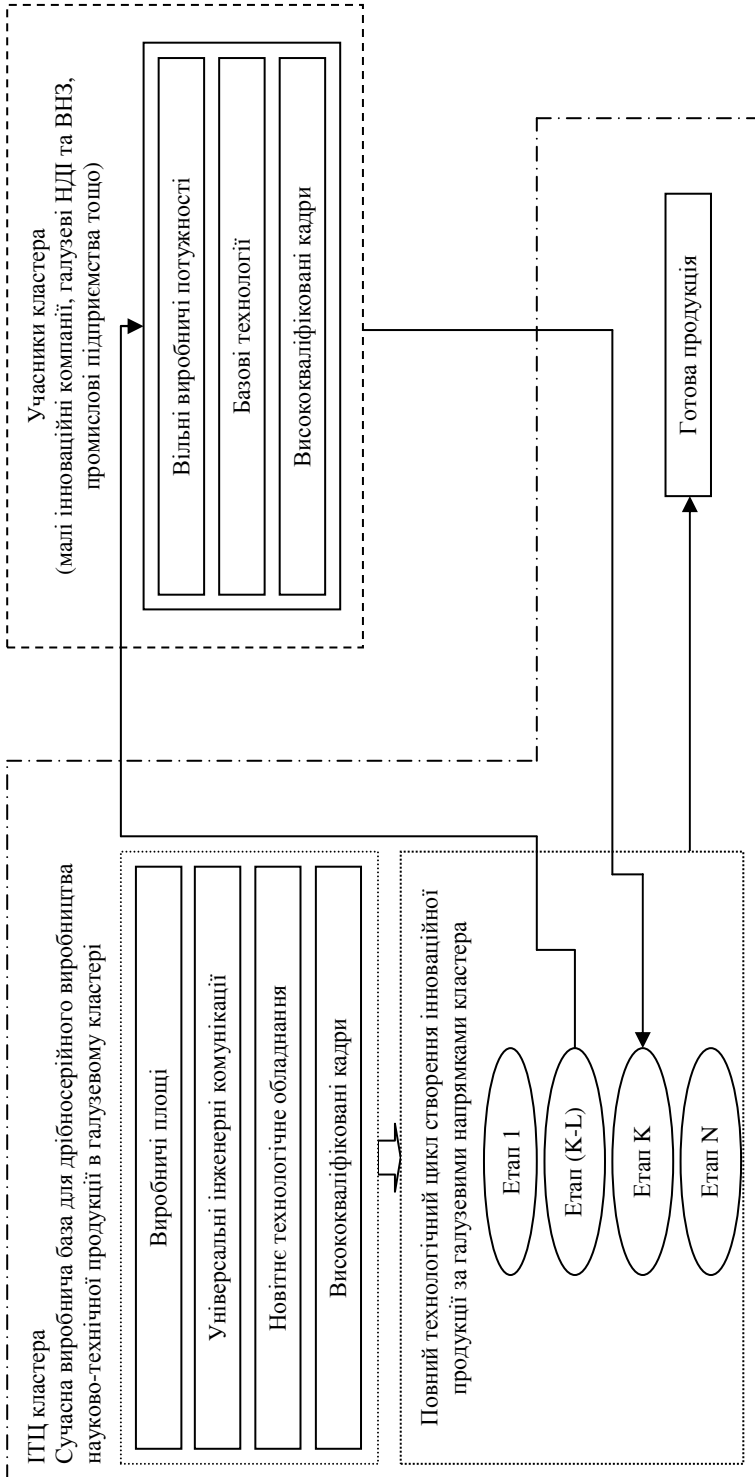 ІТЦ кластера
Сучасна виробнича база для дрібносерійного виробництва
науково-технічної продукції в галузевому кластері
Виробничі площі
Універсальні інженерні комунікації
Новітнє технологічне обладнання
Висококваліфіковані кадри
Повний технологічний цикл створення інноваційної
продукції за галузевими напрямками кластера
Етап 1
Етап (K-L)
Етап K
Етап N
Учасники кластера
(малі інноваційні компанії, галузеві НДІ та ВНЗ,
промислові підприємства тощо)
Вільні виробничі потужності
Базові технології
Висококваліфіковані кадри
Готова продукція